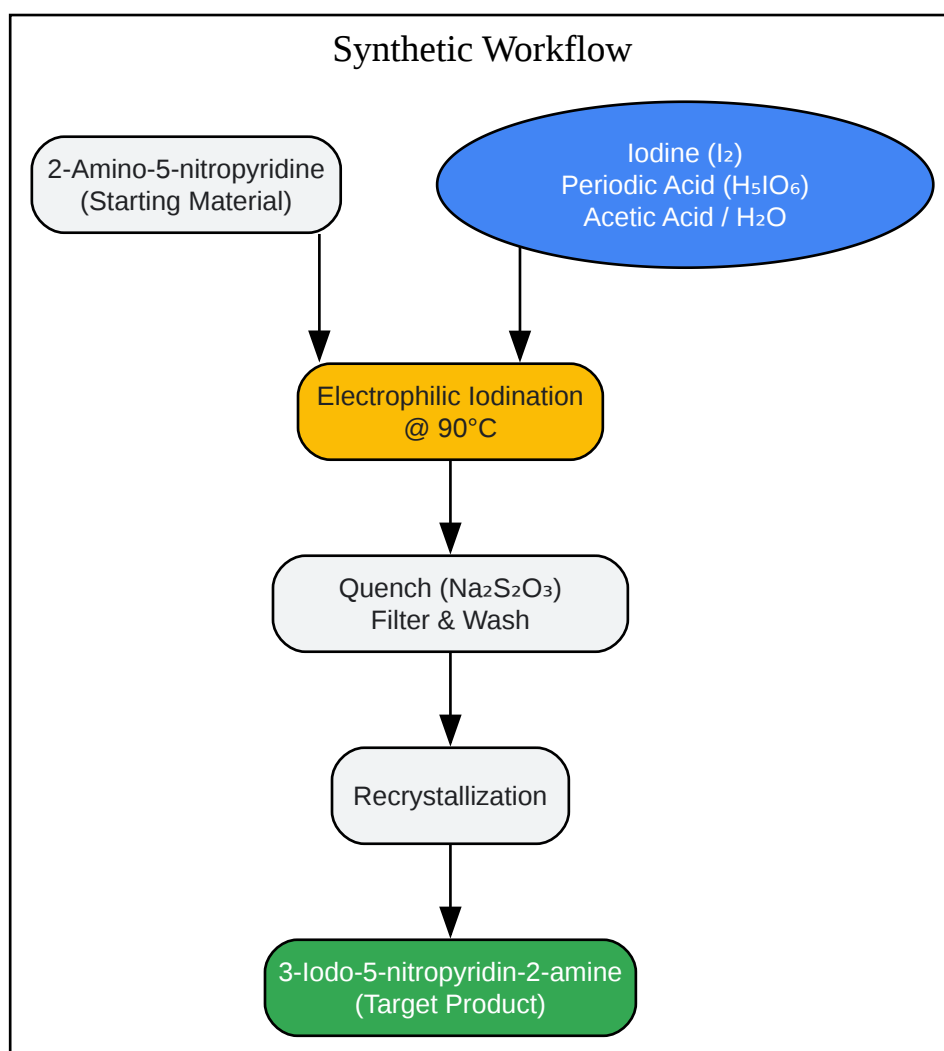 Synthetic Workflow
2-Amino-5-nitropyridine
(Starting Material)
Iodine (I₂)
Periodic Acid (H₅IO₆)
Acetic Acid / H₂O
Electrophilic Iodination
@ 90°C
Quench (Na₂S₂O₃)
Filter & Wash
Recrystallization
3-Iodo-5-nitropyridin-2-amine
(Target Product)